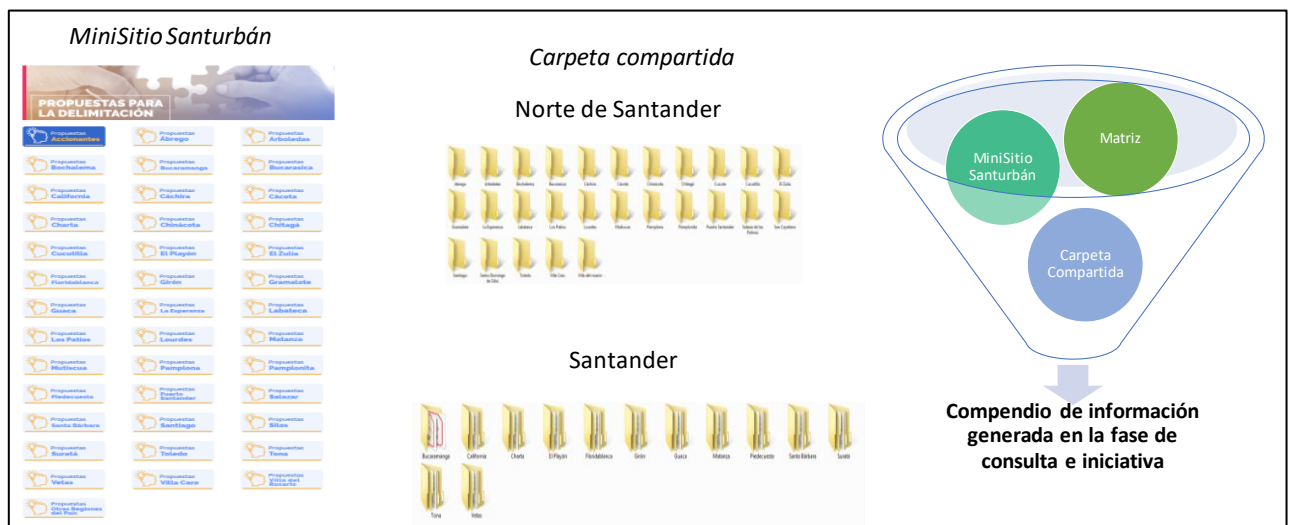 MiniSitio Santurbán
PROPUESTAS PARA
LA DELIMITACIÓN
Propuestas
Accionantes
Propuestas
Ábrego
Propuestas
Arboledas
Propuestas
Bochalema
Propuestas
Bucaramanga
Propuestas
Bucarasica
Propuestas
California
Propuestas
Cáchira
Propuestas
Cácota
Propuestas
Charta
Propuestas
Chinácota
Propuestas
Chitagá
Propuestas
Cucutilla
Propuestas
El Playón
Propuestas
El Zulia
Propuestas
Floridablanca
Propuestas
Girón
Propuestas
Gramalote
Propuestas
Guaca
Propuestas
La Esperanza
Propuestas
Labateca
Propuestas
Los Patios
Propuestas
Lourdes
Propuestas
Matanza
Propuestas
Mutiscua
Propuestas
Pamplona
Propuestas
Pamplonita
Propuestas
Piedecuesta
Propuestas
Puerto
Santander
Propuestas
Salazar
Propuestas
Santa Bárbara
Propuestas
Santiago
Propuestas
Silos
Propuestas
Suratá
Propuestas
Toledo
Propuestas
Tona
Propuestas
Vetas
Propuestas
Villa Caro
Propuestas
Villa del
Rosario
Propuestas
Otras Regiones
del País
Carpeta compartida
Norte de Santander
Santander
Bucaramanga
California
Charta
El Playón
Floridablanca
Girón
Guaca
Matanza
Piedecuesta
Santo Bárbara
Suratá
Tona
Vetas
MiniSitio
Santurbán
Matriz
Carpeta
Compartida
Compendio de información
generada en la fase de
consulta e iniciativa